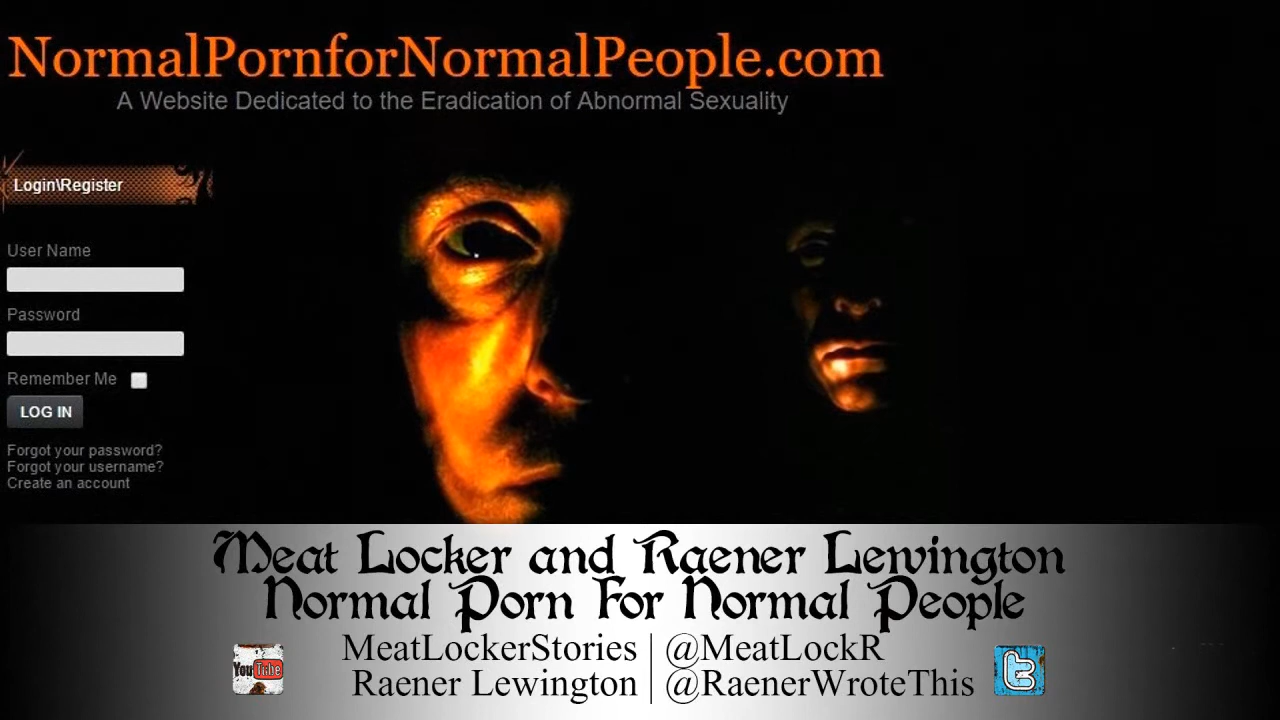 NormalPornforNormalPeople.com
A Website Dedicated to the Eradication of Abnormal Sexuality
Login\Register
User Name
Password
Remember Me
LOG IN
Forgot your password?
Forgot your username?
Create an account
Meat Locker and Raener Lewington
Normal Porn For Normal People
MeatLockerStories | @MeatLockR
You Tube
Raener Lewington | @RaenerWroteThis